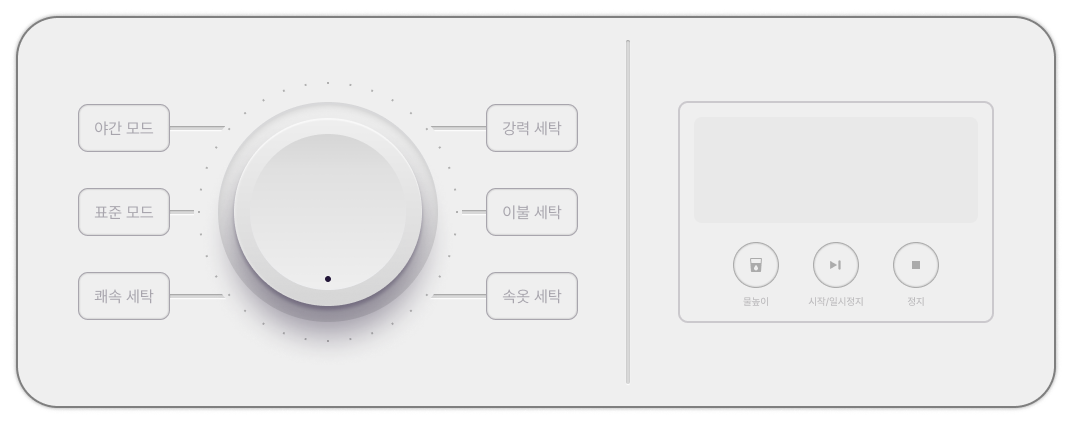 야간 모드
강력 세탁
표준 모드
이불 세탁
쾌속 세탁
속옷 세탁
물높이
시작/일시정지
정지